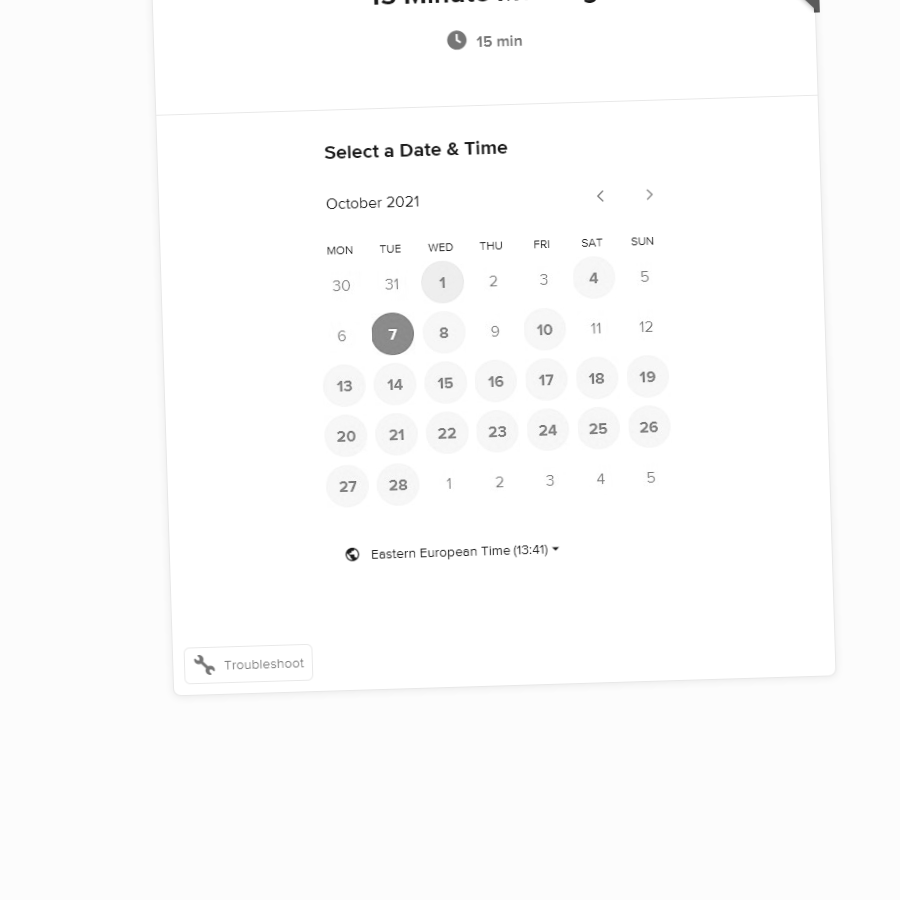 15 min
Select a Date & Time
October 2021
MON TUE WED THU FRI SAT SUN
30 31 1 2 3 4 5
6 7 8 9 10 11 12
13 14 15 16 17 18 19
20 21 22 23 24 25 26
27 28 1 2 3 4 5
Eastern European Time (13:41)
Troubleshoot